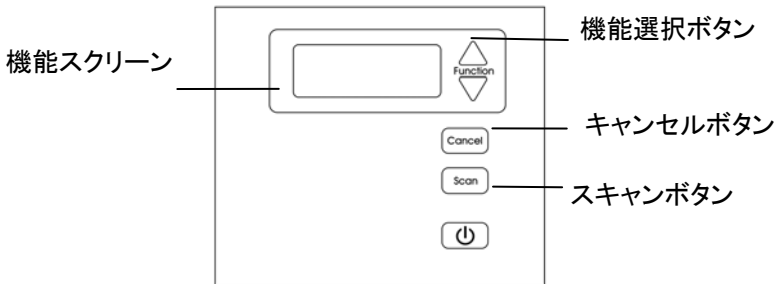 機能選択ボタン
機能スクリーン
Function
キャンセルボタン
Cancel
Scan
スキャンボタン